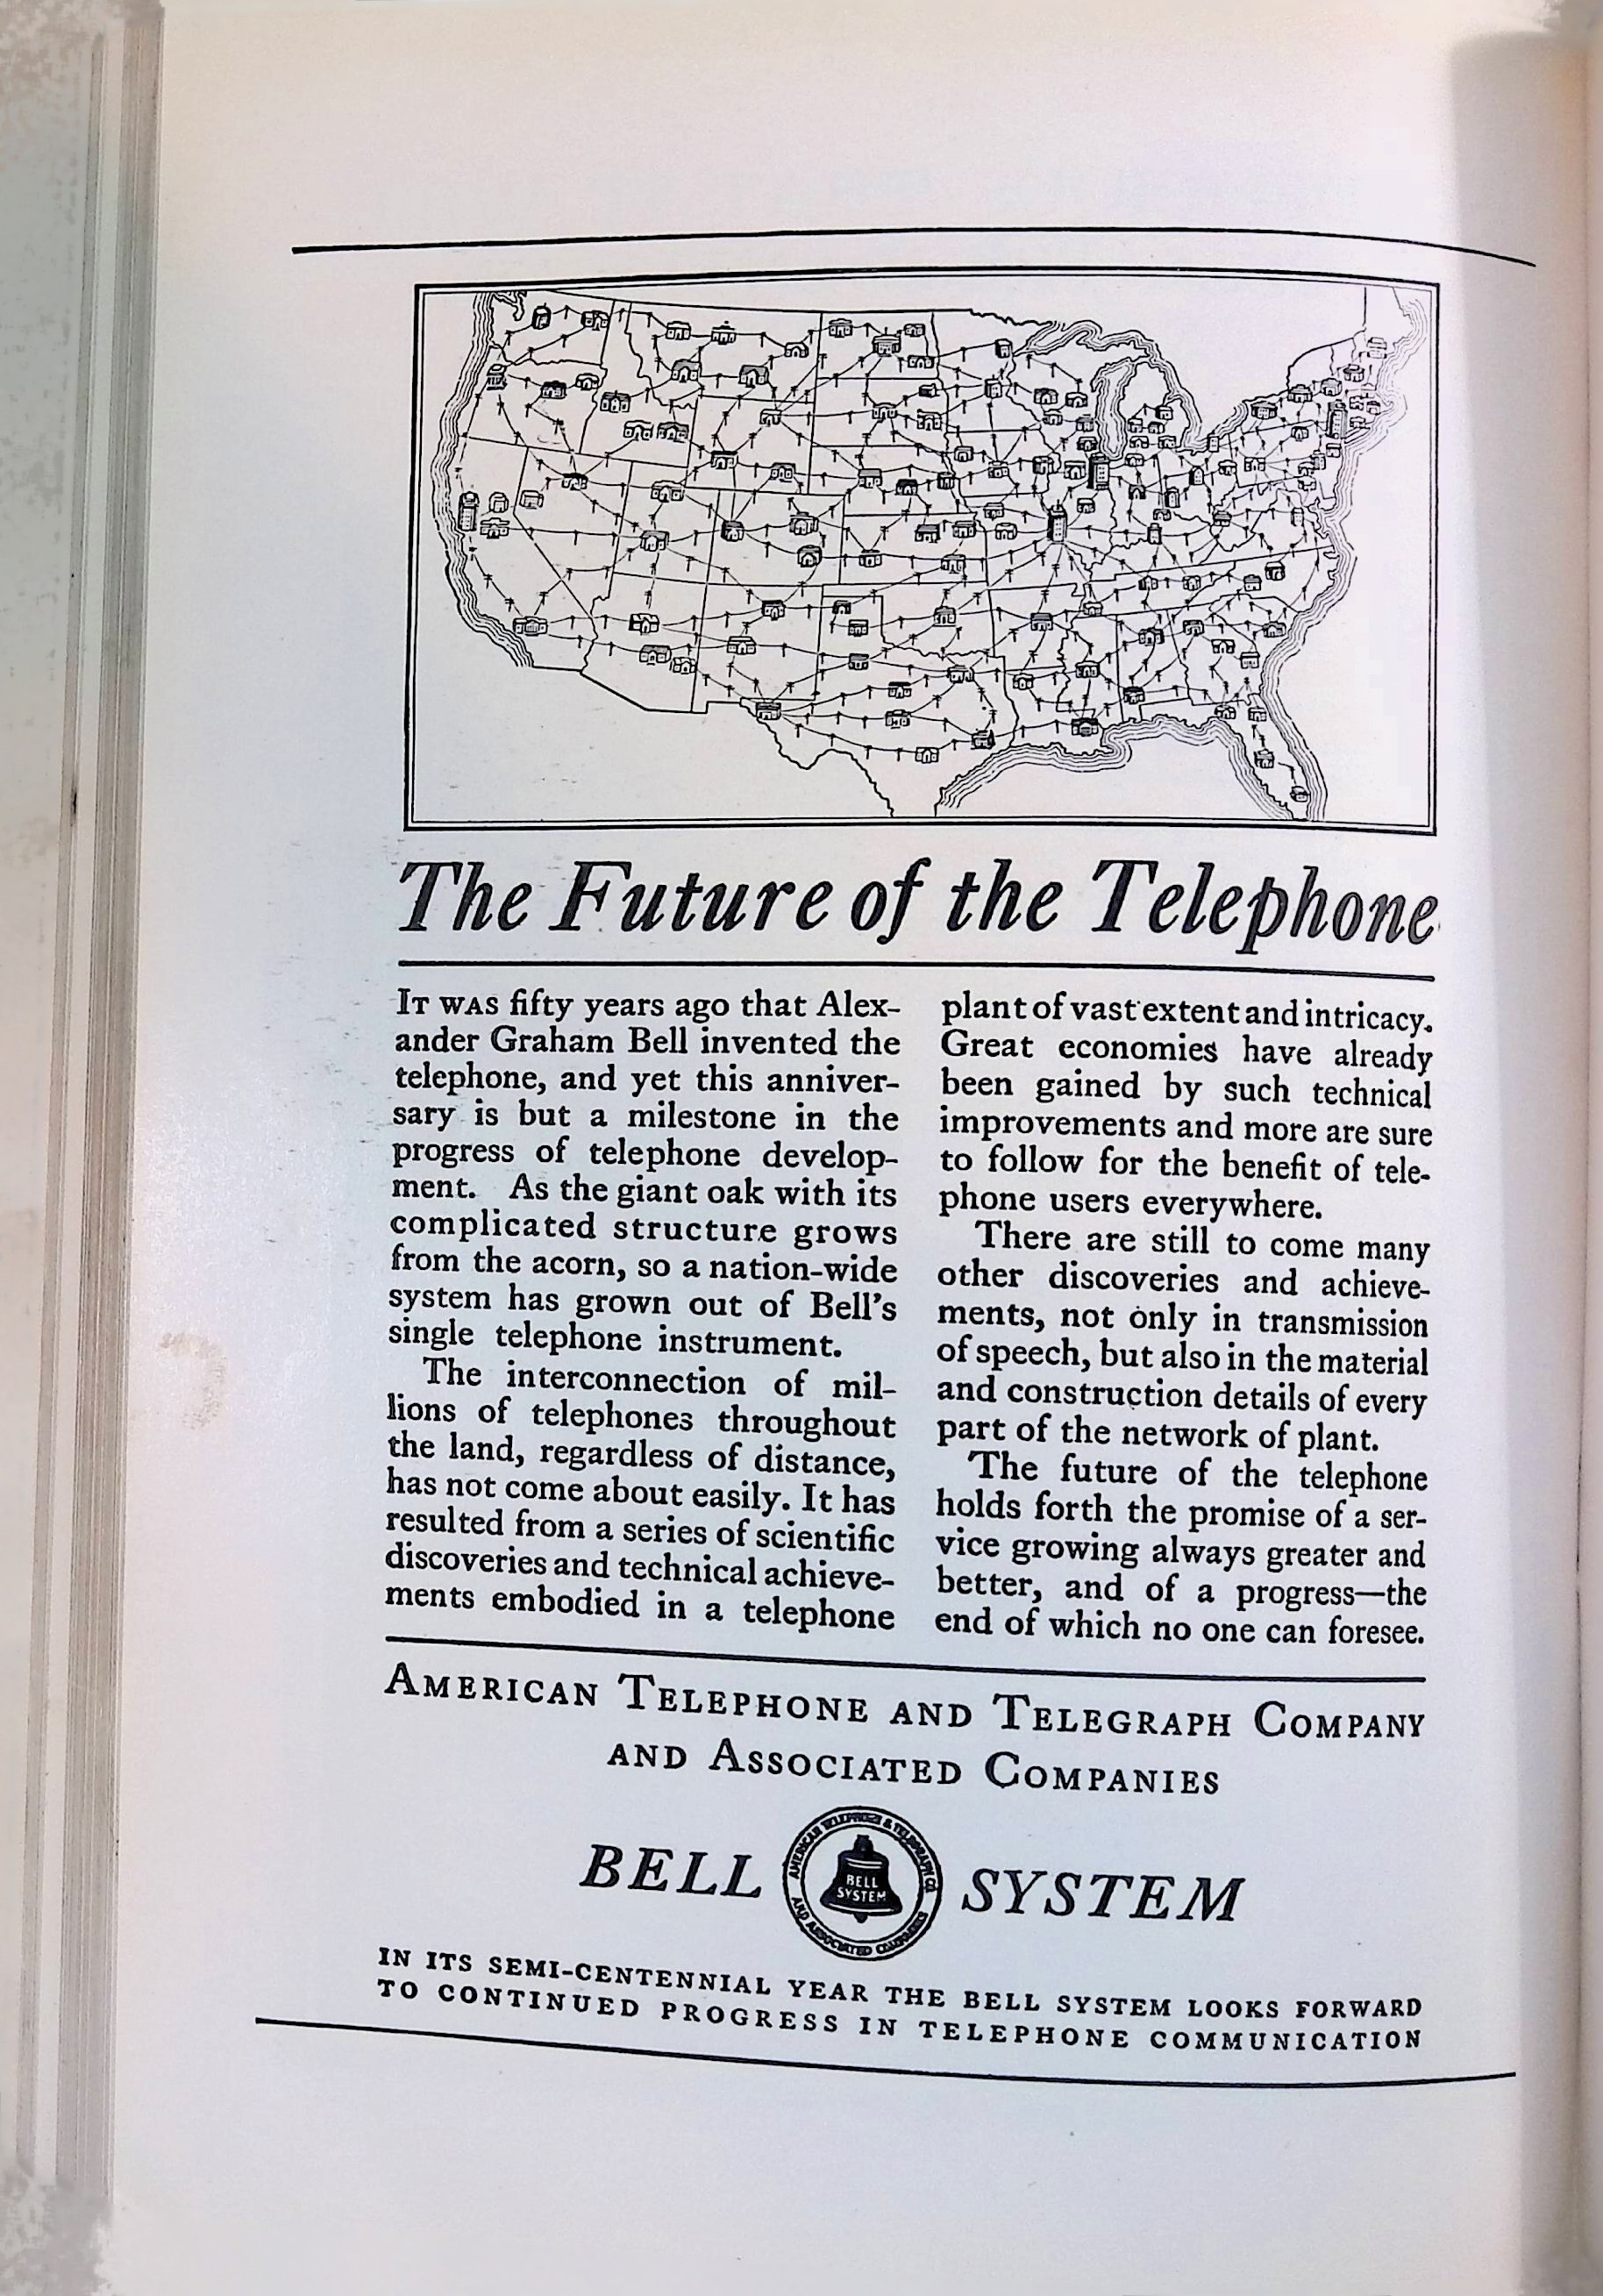 The Future of the Telephone
IT WAS fifty years ago that Alex-
ander Graham Bell invented the
telephone, and yet this anniver-
sary is but a milestone in the
progress of telephone develop-
ment. As the giant oak with its
complicated structure grows
from the acorn, so a nation-wide
system has grown out of Bell's
single telephone instrument.
The interconnection of mil-
lions of telephones throughout
the land, regardless of distance,
has not come about easily. It has
resulted from a series of scientific
discoveries and technical achieve-
ments embodied in a telephone
plant of vast extent and intricacy.
Great economies have already
been gained by such technical
improvements and more are sure
to follow for the benefit of tele-
phone users everywhere.
There are still to come many
other discoveries and achieve-
ments, not only in transmission
of speech, but also in the material
and construction details of every
part of the network of plant.
The future of the telephone
holds forth the promise of a ser-
vice growing always greater and
better, and of a progress—the
end of which no one can foresee.
AMERICAN TELEPHONE AND TELEGRAPH COMPANY
AND ASSOCIATED COMPANIES
BELL SYSTEM
AMERICAN TELEPHONE & TELEGRAPH CO.
AND ASSOCIATED COMPANIES
BELL
SYSTEM
IN ITS SEMI-CENTENNIAL YEAR THE BELL SYSTEM LOOKS FORWARD
TO CONTINUED PROGRESS IN TELEPHONE COMMUNICATION